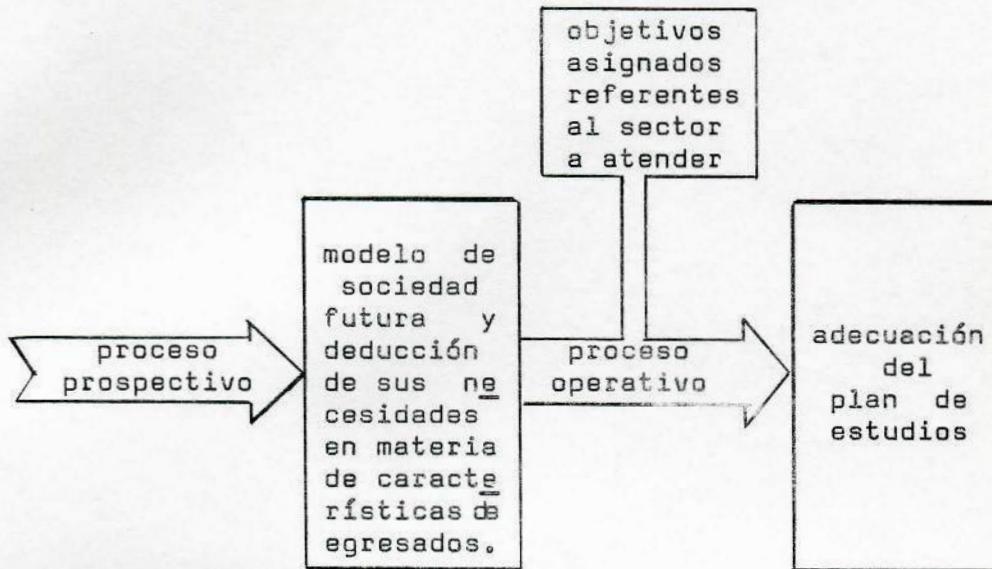 objetivos
asignados
referentes
al sector
a atender
modelo de
sociedad
futura y
deducción
de sus ne
cesidades
en materia
de caracte
rísticas de
egresados.
proceso
prospectivo
proceso
operativo
adecuación
del
plan de
estudios